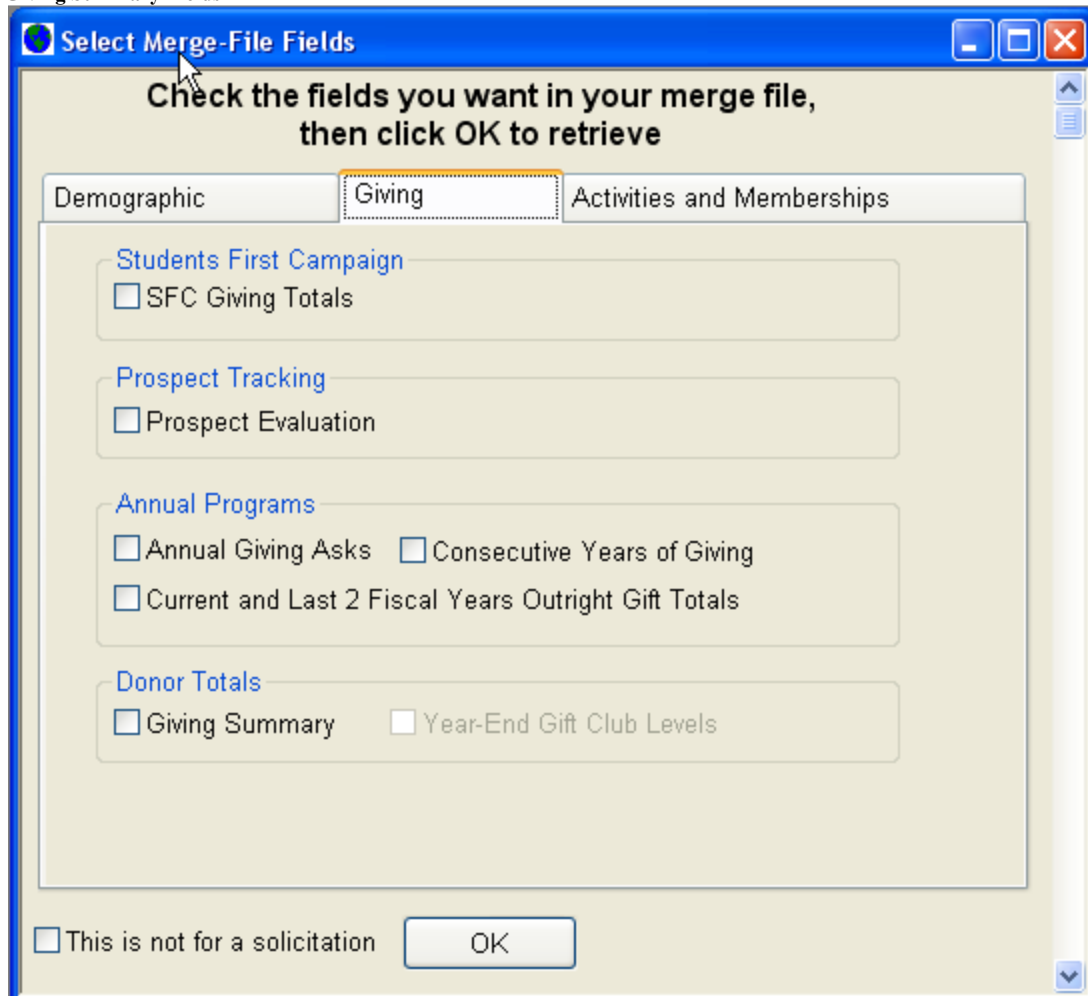 Select Merge-File Fields
Check the fields you want in your merge file,
then click OK to retrieve
Demographic Giving Activities and Memberships
Students First Campaign
SFC Giving Totals
Prospect Tracking
Prospect Evaluation
Annual Programs
Annual Giving Asks Consecutive Years of Giving
Current and Last 2 Fiscal Years Outright Gift Totals
Donor Totals
Giving Summary Year-End Gift Club Levels
This is not for a solicitation OK